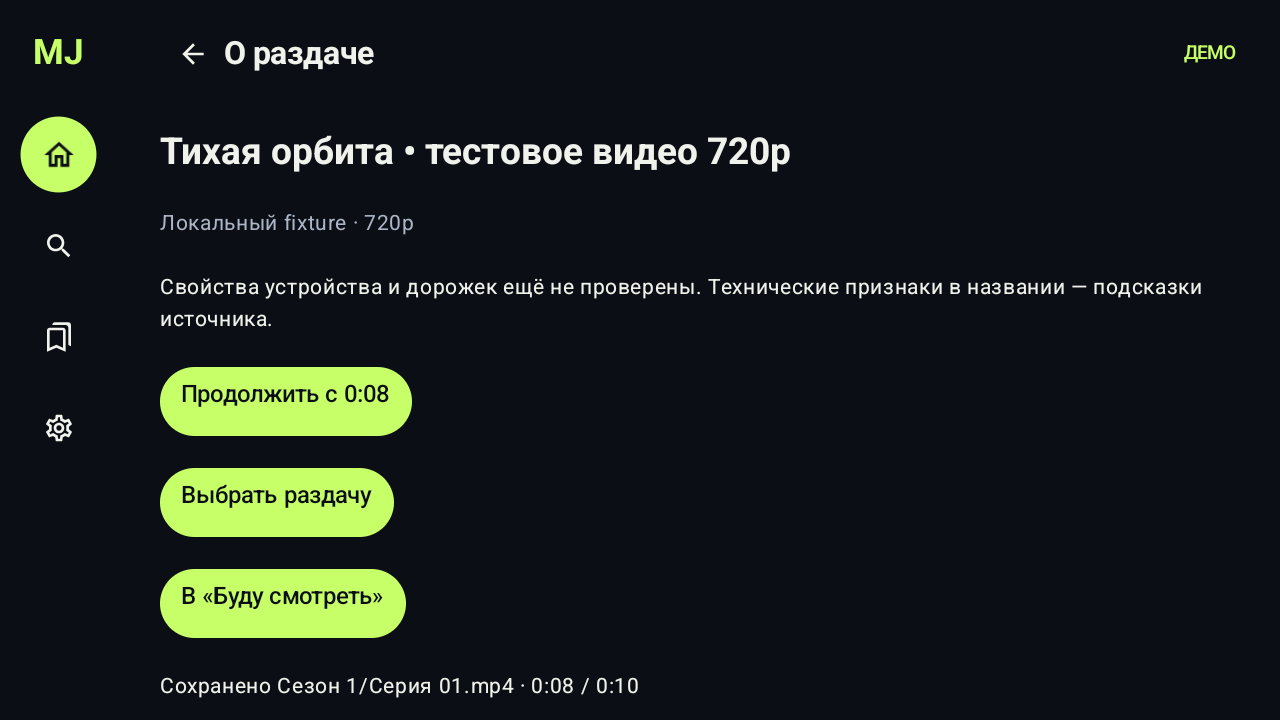 MJ
О раздаче
ДЕМО
Тихая орбита • тестовое видео 720p
Локальный fixture · 720p
Свойства устройства и дорожек ещё не проверены. Технические признаки в названии — подсказки
источника.
Продолжить с 0:08
Выбрать раздачу
В «Буду смотреть»
Сохранено Сезон 1/Серия 01.mp4 · 0:08 / 0:10